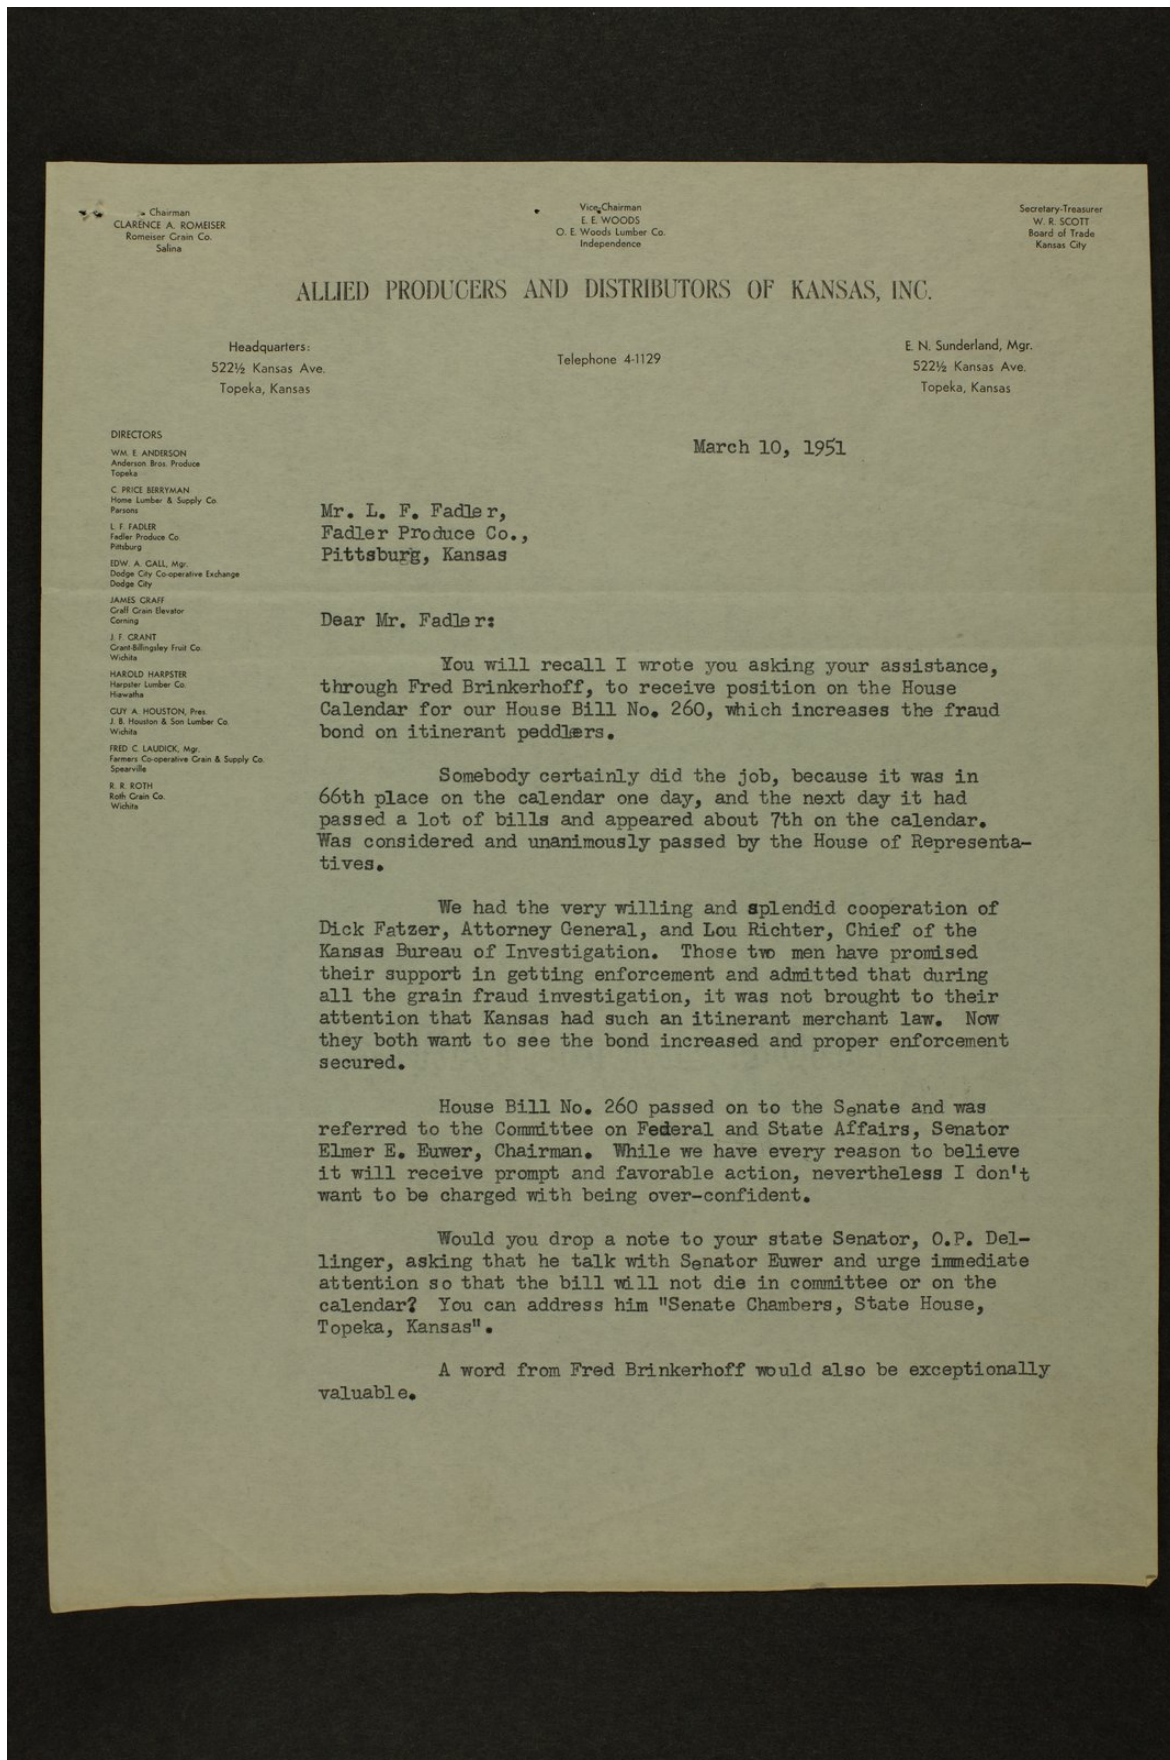 Chairman
CLARENCE A. ROMEISER
Romeiser Grain Co.
Salina
Vice-Chairman
E. E. WOODS
O. E. Woods Lumber Co.
Independence
Secretary-Treasurer
W. R. SCOTT
Board of Trade
Kansas City
ALLIED PRODUCERS AND DISTRIBUTORS OF KANSAS, INC.
Headquarters:
522½ Kansas Ave.
Topeka, Kansas
Telephone 4-1129
E. N. Sunderland, Mgr.
522½ Kansas Ave.
Topeka, Kansas
DIRECTORS
WM. E. ANDERSON
Anderson Bros. Produce
Topeka
C. PRICE BERRYMAN
Home Lumber & Supply Co.
Parsons
L. F. FADLER
Fadler Produce Co.
Pittsburg
EDW. A. GALL, Mgr.
Dodge City Co-operative Exchange
Dodge City
JAMES GRAFF
Graff Grain Elevator
Corning
J. F. GRANT
Grant-Billingsley Fruit Co.
Wichita
HAROLD HARPSTER
Harpster Lumber Co.
Hiawatha
GUY A. HOUSTON, Pres.
J. B. Houston & Son Lumber Co.
Wichita
FRED C. LAUDICK, Mgr.
Farmers Co-operative Grain & Supply Co.
Spearville
R. R. ROTH
Roth Grain Co.
Wichita
March 10, 1951
Mr. L. F. Fadler,
Fadler Produce Co.,
Pittsburg, Kansas
Dear Mr. Fadler:
You will recall I wrote you asking your assistance,
through Fred Brinkerhoff, to receive position on the House
Calendar for our House Bill No. 260, which increases the fraud
bond on itinerant peddlers.
Somebody certainly did the job, because it was in
66th place on the calendar one day, and the next day it had
passed a lot of bills and appeared about 7th on the calendar.
Was considered and unanimously passed by the House of Representa-
tives.
We had the very willing and splendid cooperation of
Dick Fatzer, Attorney General, and Lou Richter, Chief of the
Kansas Bureau of Investigation. Those two men have promised
their support in getting enforcement and admitted that during
all the grain fraud investigation, it was not brought to their
attention that Kansas had such an itinerant merchant law. Now
they both want to see the bond increased and proper enforcement
secured.
House Bill No. 260 passed on to the Senate and was
referred to the Committee on Federal and State Affairs, Senator
Elmer E. Euwer, Chairman. While we have every reason to believe
it will receive prompt and favorable action, nevertheless I don't
want to be charged with being over-confident.
Would you drop a note to your state Senator, O.P. Del-
linger, asking that he talk with Senator Euwer and urge immediate
attention so that the bill will not die in committee or on the
calendar? You can address him "Senate Chambers, State House,
Topeka, Kansas".
A word from Fred Brinkerhoff would also be exceptionally
valuable.